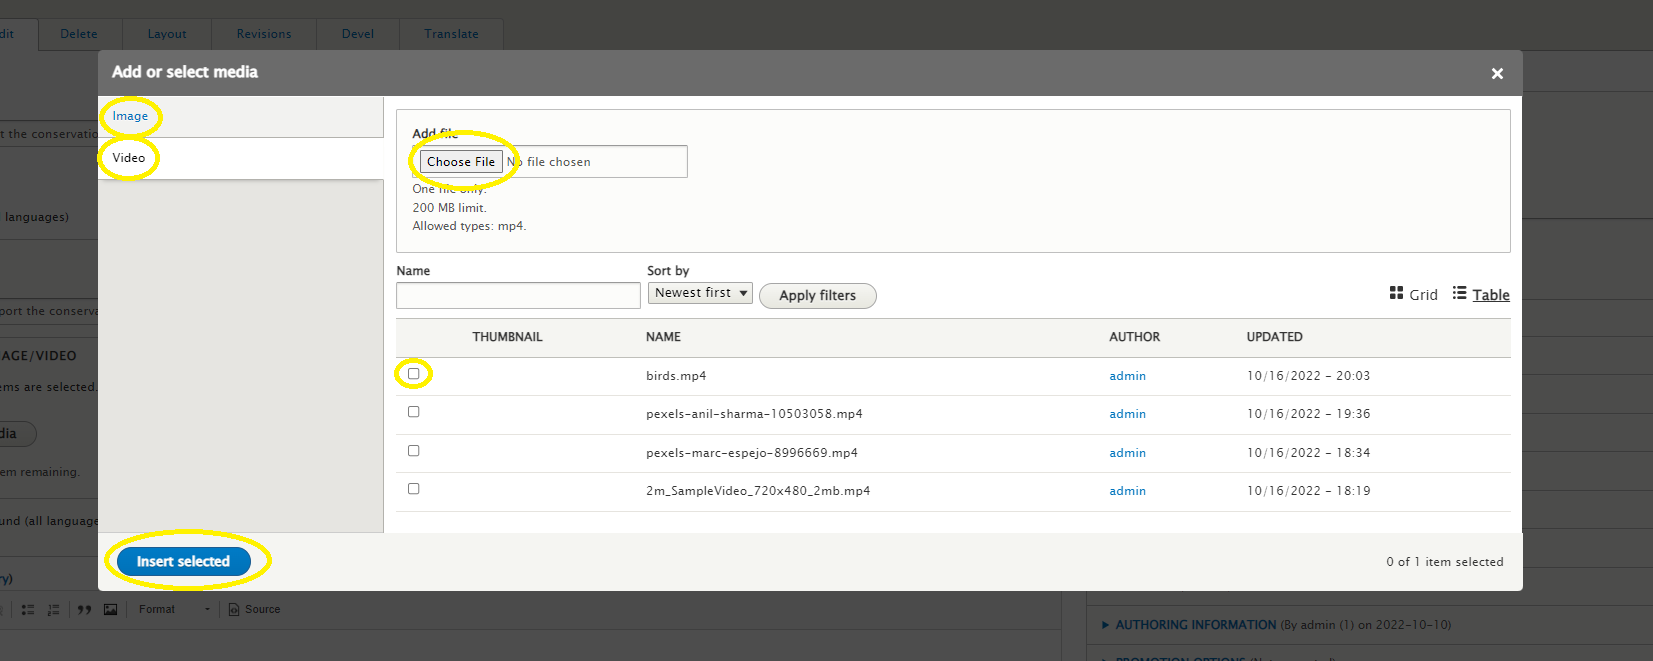 dit Delete Layout Revisions Devel Translate
Add or select media
Image
Video
t the conservatio
languages)
port the conserva
AGE/VIDEO
ems are selected.
dia
em remaining.
und (all language
ry)
Add file
Choose File No file chosen
One file only.
200 MB limit.
Allowed types: mp4.
Name Sort by
Newest first Apply filters Grid Table
THUMBNAIL NAME AUTHOR UPDATED
birds.mp4 admin 10/16/2022 - 20:03
pexels-anil-sharma-10503058.mp4 admin 10/16/2022 - 19:36
pexels-marc-espejo-8996669.mp4 admin 10/16/2022 - 18:34
2m_SampleVideo_720x480_2mb.mp4 admin 10/16/2022 - 18:19
Insert selected 0 of 1 item selected
Format Source
AUTHORING INFORMATION (By admin (1) on 2022-10-10)
PROMOTION OPTIONS